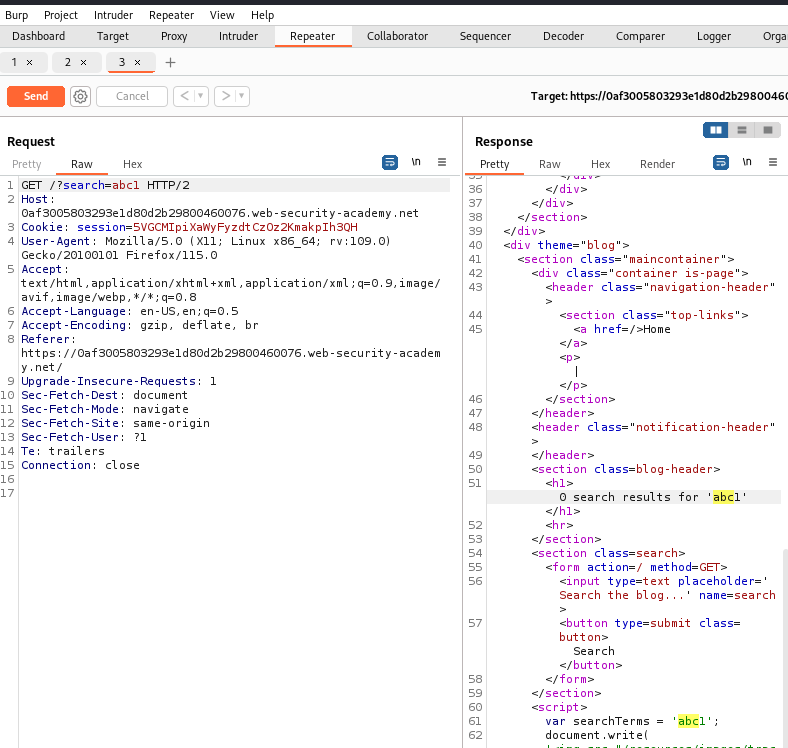 Burp Project Intruder Repeater View Help
Dashboard Target Proxy Intruder Repeater Collaborator Sequencer Decoder Comparer Logger Orga
1 × 2 × 3 × +
Send Cancel < ▼ > ▼ Target: https://0af3005803293e1d80d2b29800460
Request
Pretty Raw Hex \n ≡
1 GET /?search=abc1 HTTP/2
2 Host:
0af3005803293e1d80d2b29800460076.web-security-academy.net
3 Cookie: session=5VGCMIpiXaWyFyzdtCzOz2KmakpIh3QH
4 User-Agent: Mozilla/5.0 (X11; Linux x86_64; rv:109.0)
Gecko/20100101 Firefox/115.0
5 Accept:
text/html,application/xhtml+xml,application/xml;q=0.9,image/
avif,image/webp,*/*;q=0.8
6 Accept-Language: en-US,en;q=0.5
7 Accept-Encoding: gzip, deflate, br
8 Referer:
https://0af3005803293e1d80d2b29800460076.web-security-academ
y.net/
9 Upgrade-Insecure-Requests: 1
10 Sec-Fetch-Dest: document
11 Sec-Fetch-Mode: navigate
12 Sec-Fetch-Site: same-origin
13 Sec-Fetch-User: ?1
14 Te: trailers
15 Connection: close
16
17
Response
Pretty Raw Hex Render \n ≡
35 </div>
36 </div>
37 </div>
38 </section>
39 </div>
40 <div theme="blog">
41 <section class="maincontainer">
42 <div class="container is-page">
43 <header class="navigation-header"
>
44 <section class="top-links">
45 <a href=/>Home
</a>
<p>
|
</p>
46 </section>
47 </header>
48 <header class="notification-header"
>
49 </header>
50 <section class=blog-header>
51 <h1>
0 search results for 'abc1'
</h1>
52 <hr>
53 </section>
54 <section class=search>
55 <form action=/ method=GET>
56 <input type=text placeholder='
Search the blog...' name=search
>
57 <button type=submit class=
button>
Search
</button>
58 </form>
59 </section>
60 <script>
61 var searchTerms = 'abc1';
62 document.write(